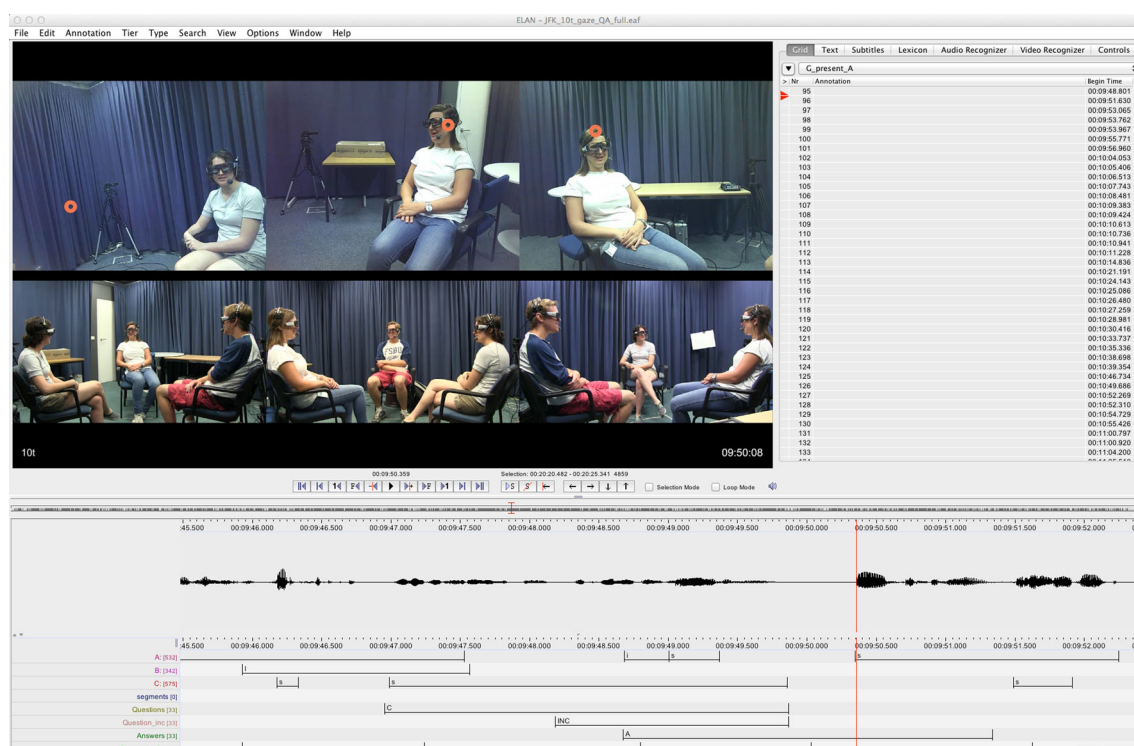 ELAN - JFK_10t_gaze_QA_full.eaf
File Edit Annotation Tier Type Search View Options Window Help
Grid Text Subtitles Lexicon Audio Recognizer Video Recognizer Controls
G_present_A
> Nr Annotation Begin Time
95 00:09:48.801
96 00:09:51.630
97 00:09:53.065
98 00:09:53.762
99 00:09:53.967
100 00:09:55.771
101 00:09:56.960
102 00:10:04.053
103 00:10:05.406
104 00:10:06.513
105 00:10:07.743
106 00:10:08.481
107 00:10:09.383
108 00:10:09.424
109 00:10:10.613
110 00:10:10.736
111 00:10:10.941
112 00:10:11.228
113 00:10:14.836
114 00:10:21.191
115 00:10:24.143
116 00:10:25.086
117 00:10:26.480
118 00:10:27.259
119 00:10:28.981
120 00:10:30.416
121 00:10:33.737
122 00:10:35.336
123 00:10:38.698
124 00:10:39.354
125 00:10:46.734
126 00:10:49.686
127 00:10:52.269
128 00:10:52.310
129 00:10:54.729
130 00:10:55.426
131 00:11:00.797
132 00:11:00.920
133 00:11:04.200
FSBU
10t 09:50:08
00:09:50.359 Selection: 00:20:20.482 - 00:20:25.341 4859
Selection Mode Loop Mode
:45.500 00:09:46.000 00:09:46.500 00:09:47.000 00:09:47.500 00:09:48.000 00:09:48.500 00:09:49.000 00:09:49.500 00:09:50.000 00:09:50.500 00:09:51.000 00:09:51.500 00:09:52.000
:45.500 00:09:46.000 00:09:46.500 00:09:47.000 00:09:47.500 00:09:48.000 00:09:48.500 00:09:49.000 00:09:49.500 00:09:50.000 00:09:50.500 00:09:51.000 00:09:51.500 00:09:52.000
A: [532] i s s
B: [342] l
C: [575] s s s
segments [0]
Questions [33] C
Question_inc [33] INC
Answers [33] A